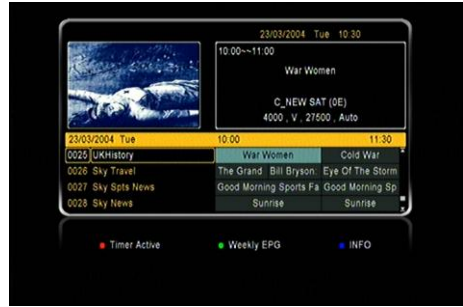 23/03/2004 Tue 10:30
10:00~~11:00
War Women
C_NEW SAT (0E)
4000 , V , 27500 , Auto
23/03/2004 Tue 10:00 11:30
0025 UKHistory War Women Cold War
0026 Sky Travel The Grand Bill Bryson: Eye Of The Storm
0027 Sky Spts News Good Morning Sports Fa Good Morning Sp
0028 Sky News Sunrise Sunrise
Timer Active Weekly EPG INFO